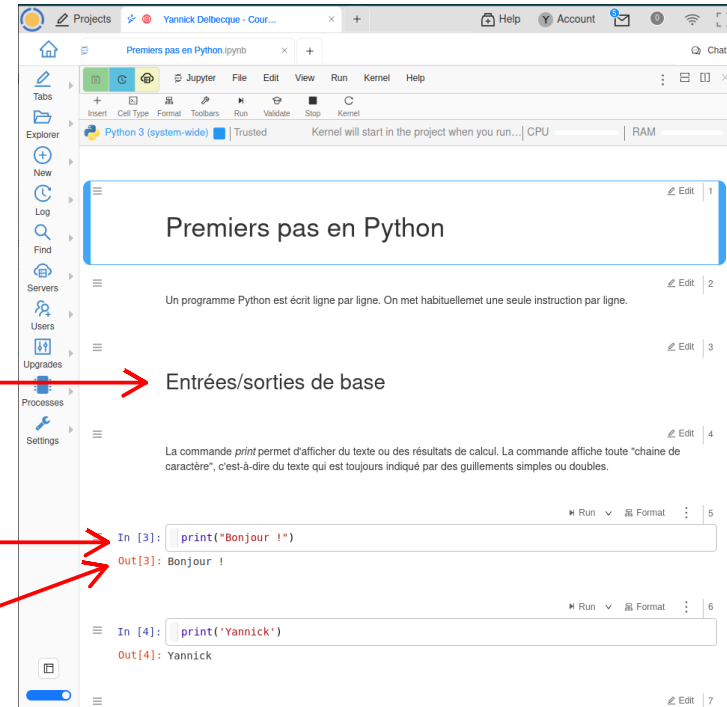 Projects
Yannick Delbecque - Cour...
Help
Account
5
0
Premiers pas en Python.ipynb
Chat
Tabs
Explorer
New
Log
Find
Servers
Users
Upgrades
Processes
Settings
Jupyter File Edit View Run Kernel Help
Insert Cell Type Format Toolbars Run Validate Stop Kernel
Python 3 (system-wide) Trusted Kernel will start in the project when you run... CPU RAM
Edit 1
Premiers pas en Python
Edit 2
Un programme Python est écrit ligne par ligne. On met habituellemet une seule instruction par ligne.
Edit 3
Entrées/sorties de base
Edit 4
La commande print permet d'afficher du texte ou des résultats de calcul. La commande affiche toute "chaine de
caractère", c'est-à-dire du texte qui est toujours indiqué par des guillements simples ou doubles.
Run Format 5
In [3]: print("Bonjour !")
Out[3]: Bonjour !
Run Format 6
In [4]: print('Yannick')
Out[4]: Yannick
Edit 7